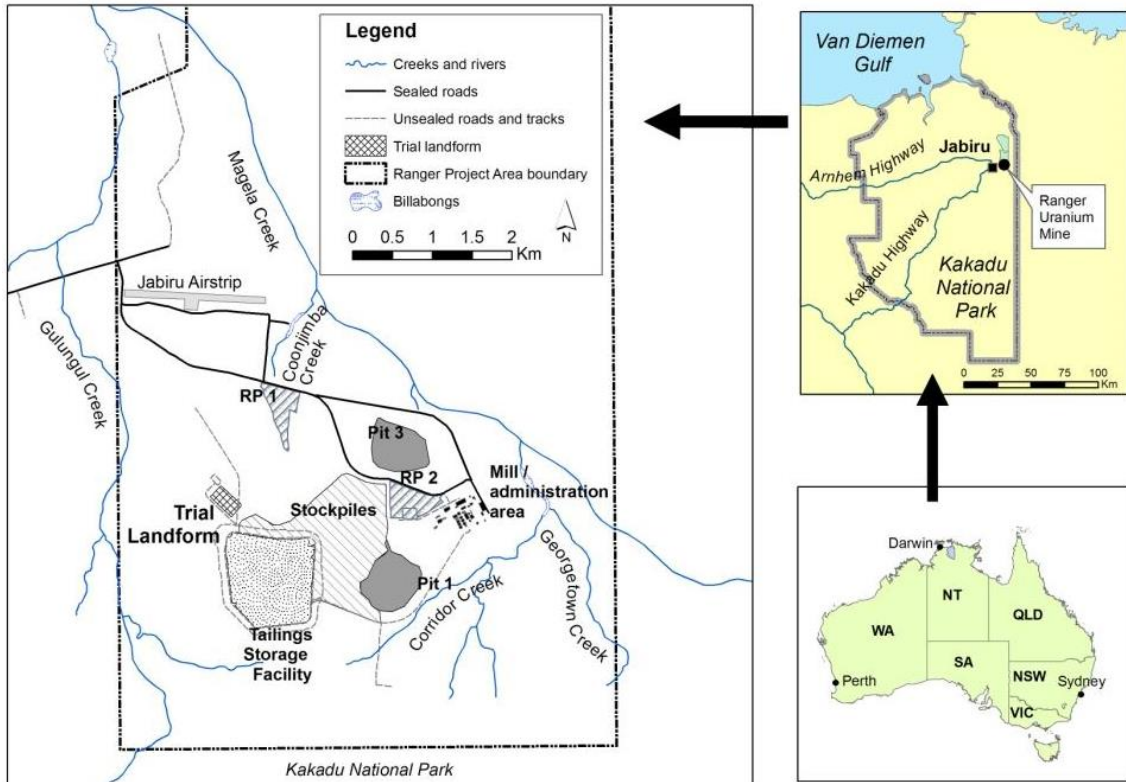 Legend
Creeks and rivers
Sealed roads
Unsealed roads and tracks
Trial landform
Ranger Project Area boundary
Billabongs
0 0.5 1 1.5 2
Km
N
Magela Creek
Jabiru Airstrip
Gulungul Creek
Coonjimba
Creek
RP 1
Pit 3
RP 2
Mill /
administration
area
Stockpiles
Trial
Landform
Pit 1
Corridor Creek
Georgetown Creek
Tailings
Storage
Facility
Kakadu National Park
Van Diemen
Gulf
Jabiru
Arnhem Highway
Ranger
Uranium
Mine
Kakadu Highway
Kakadu
National
Park
0 25 50 75 100
Km
Darwin
NT
QLD
WA
SA
NSW
Perth
Sydney
VIC